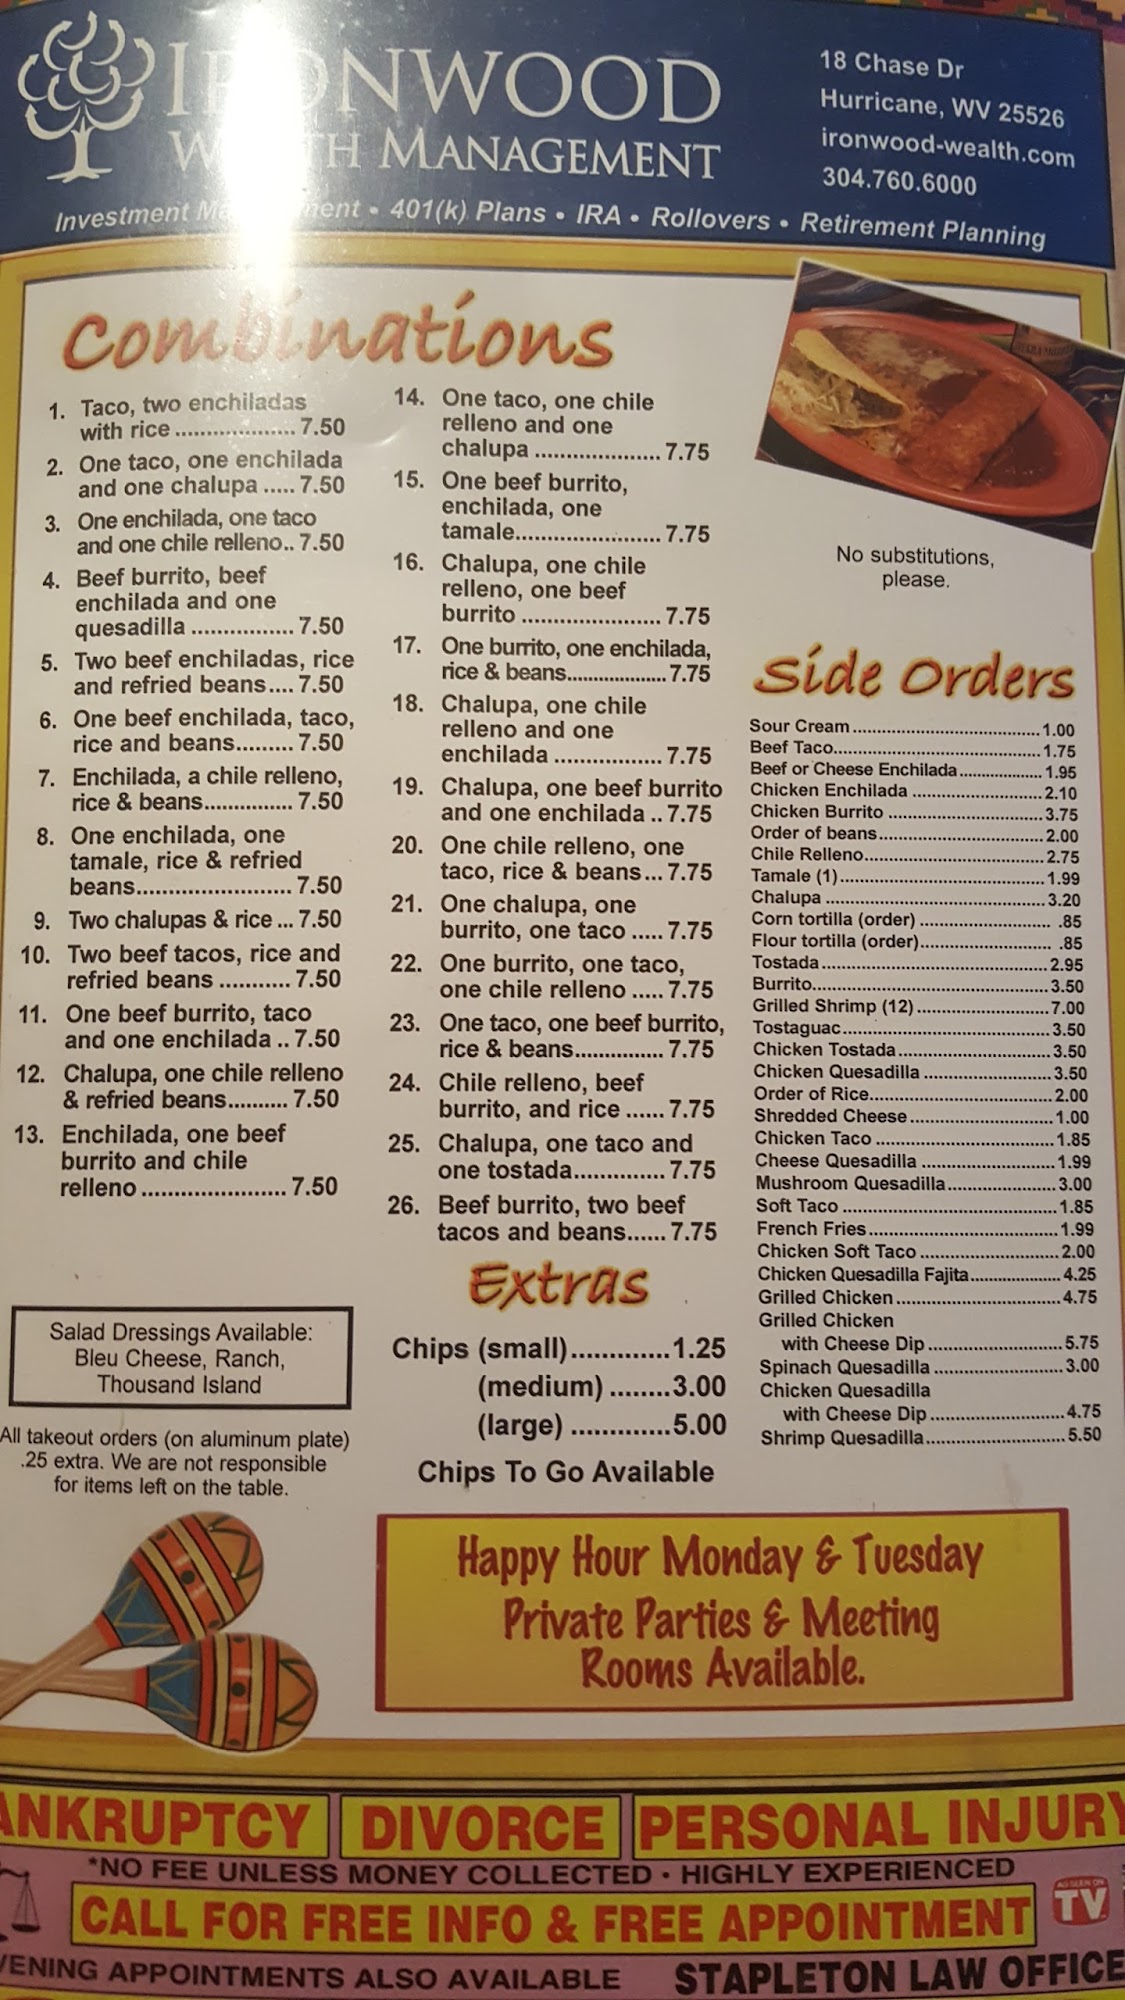 IRONWOOD
WEALTH MANAGEMENT
18 Chase Dr
Hurricane, WV 25526
ironwood-wealth.com
304.760.6000
Investment Management • 401(k) Plans • IRA • Rollovers • Retirement Planning
Combinations
1. Taco, two enchiladas
with rice ................... 7.50
2. One taco, one enchilada
and one chalupa ..... 7.50
3. One enchilada, one taco
and one chile relleno.. 7.50
4. Beef burrito, beef
enchilada and one
quesadilla ................ 7.50
5. Two beef enchiladas, rice
and refried beans.... 7.50
6. One beef enchilada, taco,
rice and beans......... 7.50
7. Enchilada, a chile relleno,
rice & beans............... 7.50
8. One enchilada, one
tamale, rice & refried
beans........................ 7.50
9. Two chalupas & rice ... 7.50
10. Two beef tacos, rice and
refried beans ........... 7.50
11. One beef burrito, taco
and one enchilada .. 7.50
12. Chalupa, one chile relleno
& refried beans.......... 7.50
13. Enchilada, one beef
burrito and chile
relleno ...................... 7.50
14. One taco, one chile
relleno and one
chalupa ................... 7.75
15. One beef burrito,
enchilada, one
tamale...................... 7.75
16. Chalupa, one chile
relleno, one beef
burrito ..................... 7.75
17. One burrito, one enchilada,
rice & beans................... 7.75
18. Chalupa, one chile
relleno and one
enchilada ................. 7.75
19. Chalupa, one beef burrito
and one enchilada .. 7.75
20. One chile relleno, one
taco, rice & beans... 7.75
21. One chalupa, one
burrito, one taco ..... 7.75
22. One burrito, one taco,
one chile relleno ..... 7.75
23. One taco, one beef burrito,
rice & beans............... 7.75
24. Chile relleno, beef
burrito, and rice ...... 7.75
25. Chalupa, one taco and
one tostada.............. 7.75
26. Beef burrito, two beef
tacos and beans...... 7.75
No substitutions,
please.
Side Orders
Sour Cream ................................... 1.00
Beef Taco....................................... 1.75
Beef or Cheese Enchilada................... 1.95
Chicken Enchilada ......................... 2.10
Chicken Burrito .............................. 3.75
Order of beans................................ 2.00
Chile Relleno.................................. 2.75
Tamale (1)...................................... 1.99
Chalupa ......................................... 3.20
Corn tortilla (order) ........................ .85
Flour tortilla (order)........................ .85
Tostada .......................................... 2.95
Burrito............................................ 3.50
Grilled Shrimp (12) ......................... 7.00
Tostaguac....................................... 3.50
Chicken Tostada ............................. 3.50
Chicken Quesadilla ........................ 3.50
Order of Rice................................... 2.00
Shredded Cheese ........................... 1.00
Chicken Taco .................................. 1.85
Cheese Quesadilla ......................... 1.99
Mushroom Quesadilla..................... 3.00
Soft Taco ........................................ 1.85
French Fries.................................... 1.99
Chicken Soft Taco .......................... 2.00
Chicken Quesadilla Fajita.................... 4.25
Grilled Chicken ............................... 4.75
Grilled Chicken
with Cheese Dip ......................... 5.75
Spinach Quesadilla ........................ 3.00
Chicken Quesadilla
with Cheese Dip ......................... 4.75
Shrimp Quesadilla.......................... 5.50
Extras
Chips (small).............1.25
(medium) ........3.00
(large) .............5.00
Chips To Go Available
Salad Dressings Available:
Bleu Cheese, Ranch,
Thousand Island
All takeout orders (on aluminum plate)
.25 extra. We are not responsible
for items left on the table.
Happy Hour Monday & Tuesday
Private Parties & Meeting
Rooms Available.
ANKRUPTCY DIVORCE PERSONAL INJURY
*NO FEE UNLESS MONEY COLLECTED • HIGHLY EXPERIENCED
CALL FOR FREE INFO & FREE APPOINTMENT
AS SEEN ON
TV
VENING APPOINTMENTS ALSO AVAILABLE STAPLETON LAW OFFICE